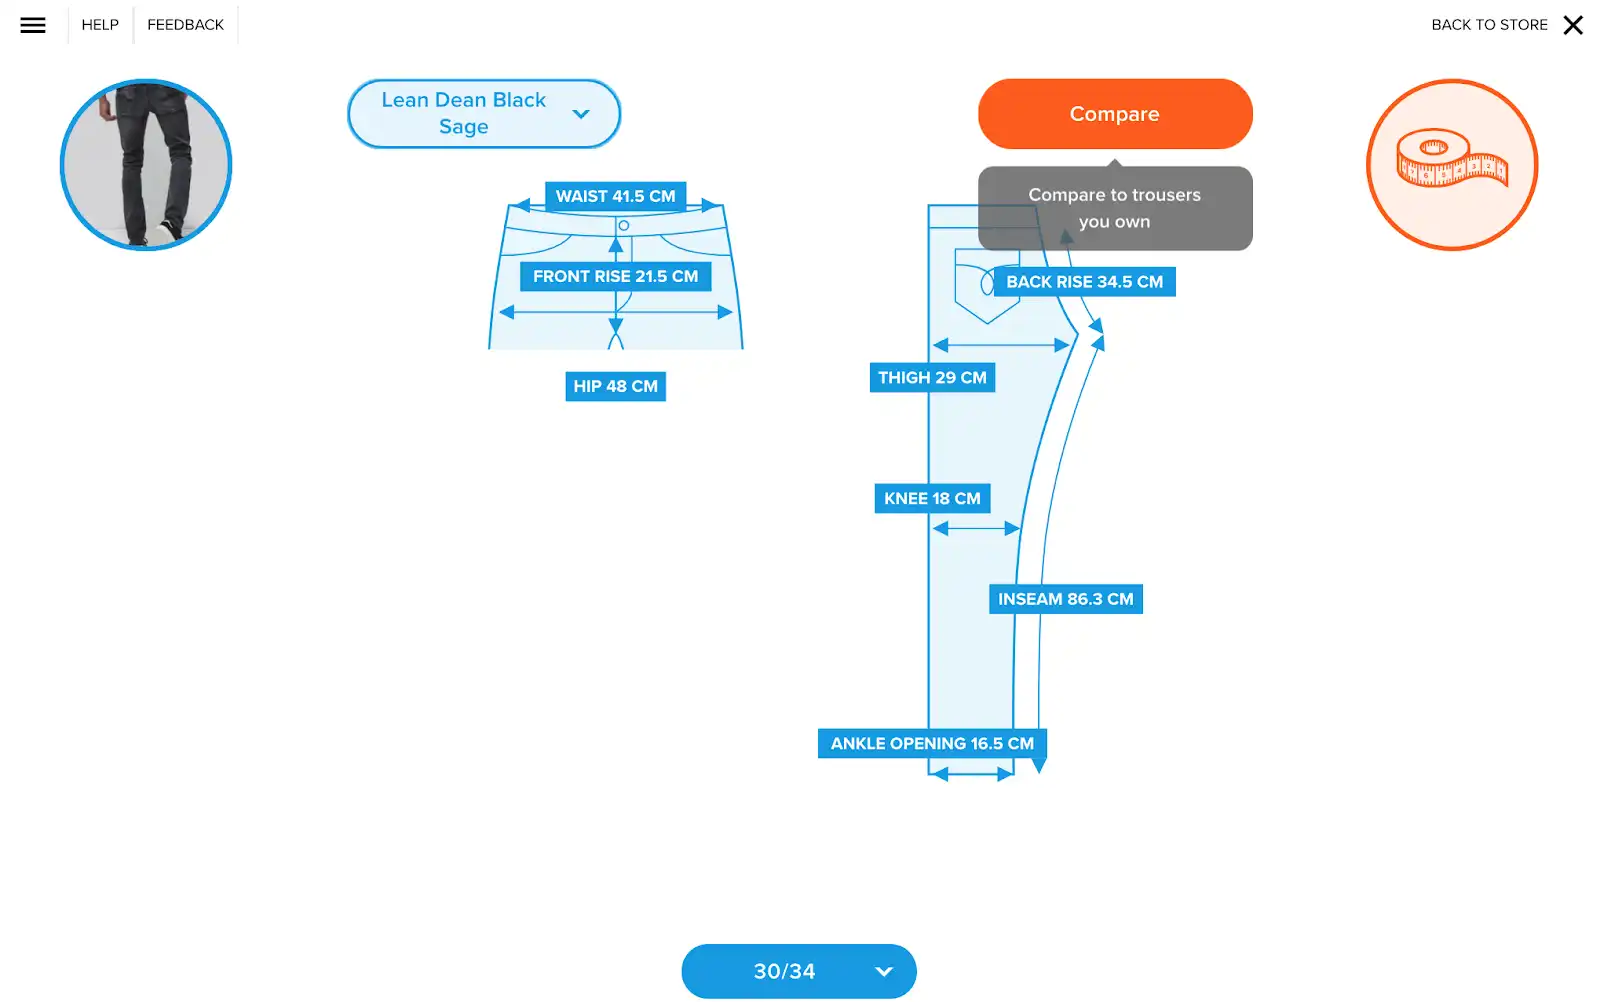 HELP
FEEDBACK
BACK TO STORE
Lean Dean Black
Sage
Compare
Compare to trousers
you own
WAIST 41.5 CM
FRONT RISE 21.5 CM
HIP 48 CM
BACK RISE 34.5 CM
THIGH 29 CM
KNEE 18 CM
INSEAM 86.3 CM
ANKLE OPENING 16.5 CM
30/34